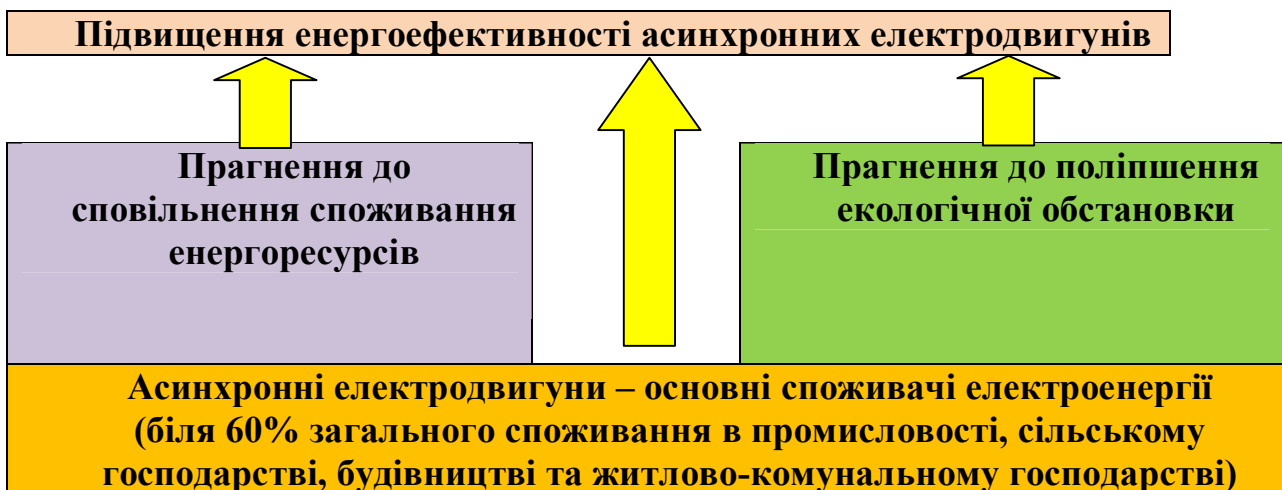 Підвищення енергоефективності асинхронних електродвигунів
Прагнення до
сповільнення споживання
енергоресурсів
Прагнення до поліпшення
екологічної обстановки
Асинхронні електродвигуни – основні споживачі електроенергії
(біля 60% загального споживання в промисловості, сільському
господарстві, будівництві та житлово-комунальному господарстві)